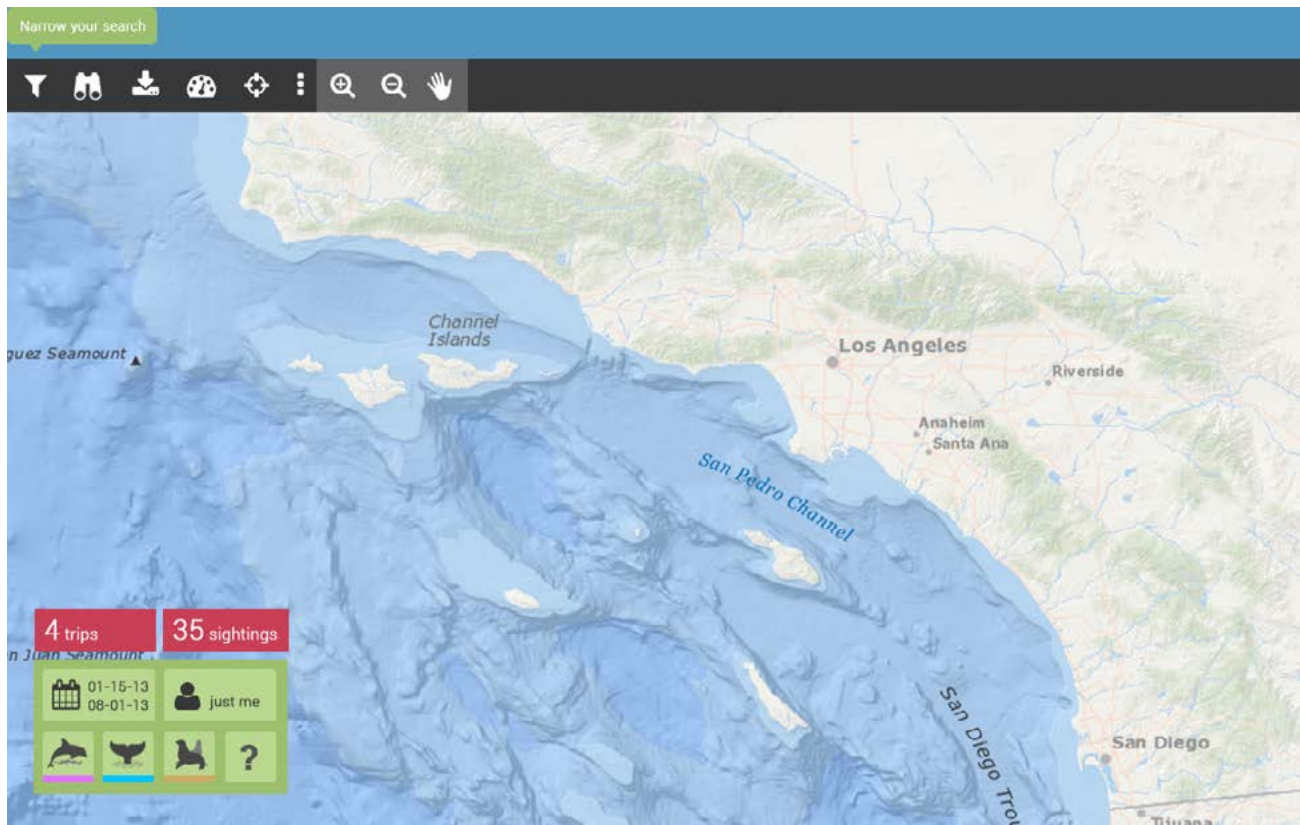 Narrow your search
Channel
Islands
guez Seamount
Los Angeles
Riverside
Anaheim
Santa Ana
San Pedro Channel
4 trips
35 sightings
n Juan Seamount
01-15-13
08-01-13
just me
?
San Diego Trou
San Diego
Tijuana